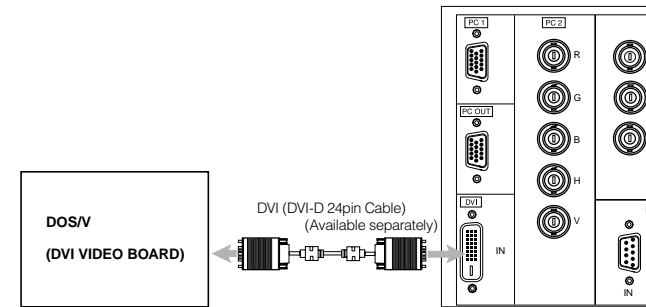 PC 1
PC 2
R
G
PC OUT
B
H
DVI
V
IN
IN
DVI (DVI-D 24pin Cable)
(Available separately)
DOS/V
(DVI VIDEO BOARD)